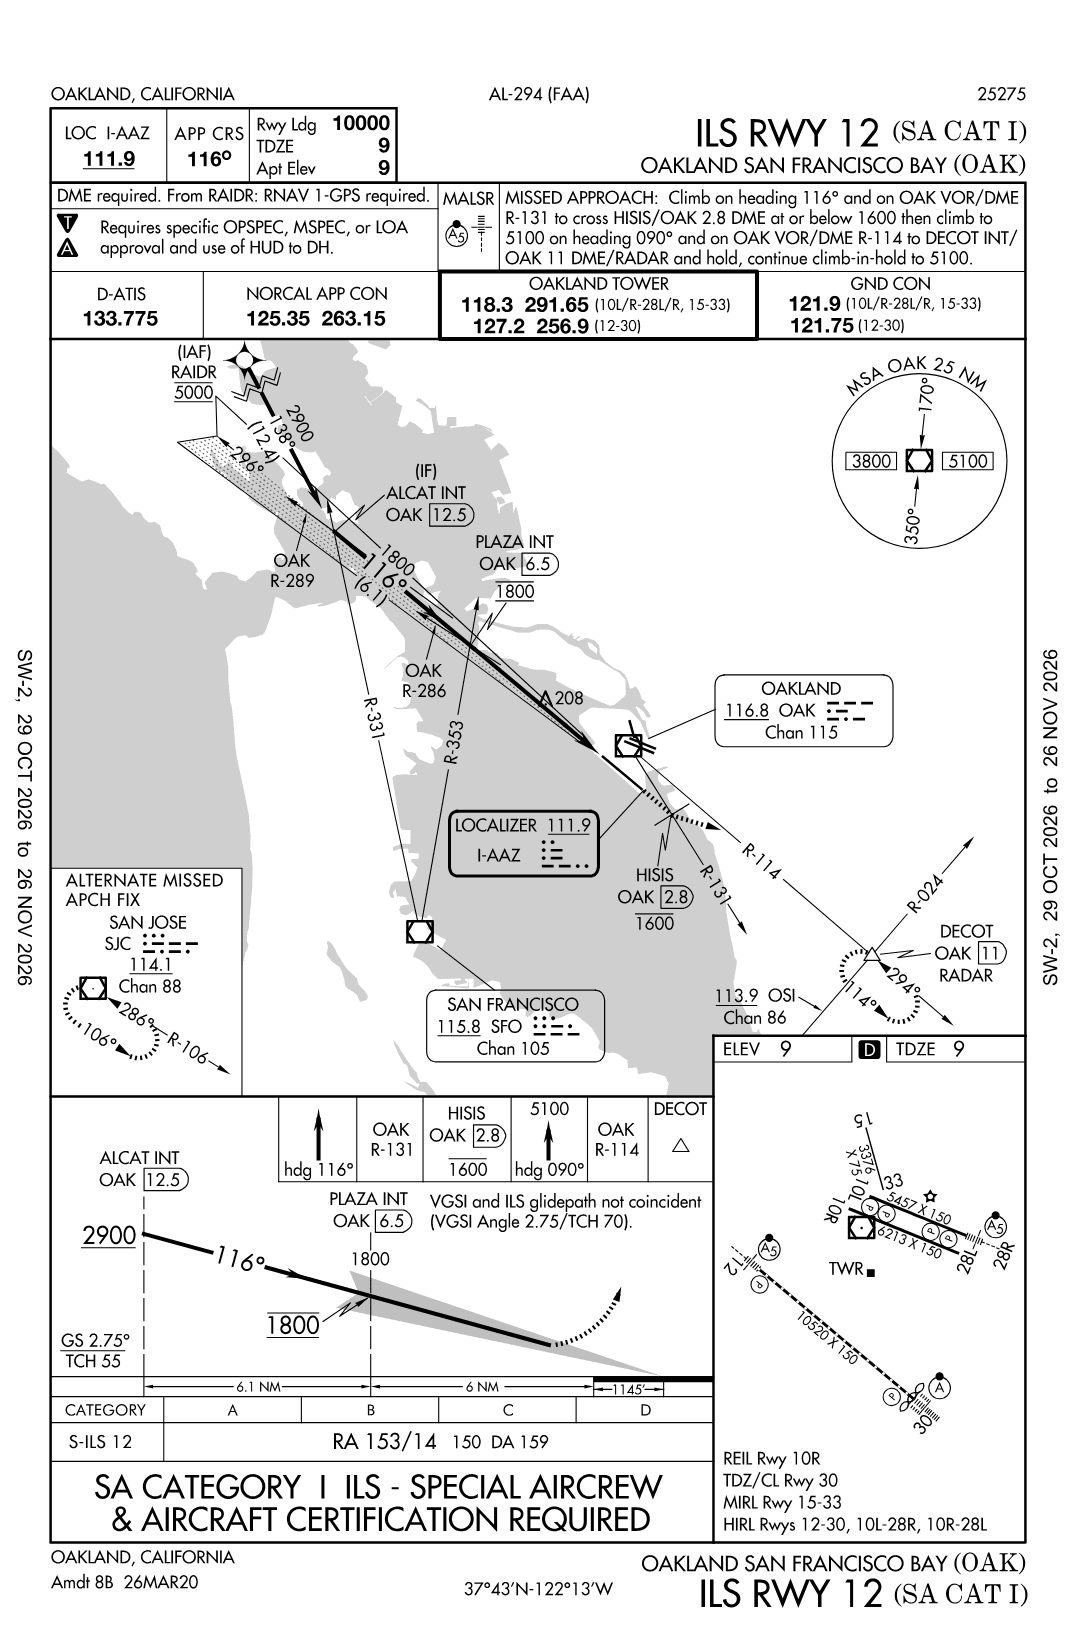 OAKLAND, CALIFORNIA
AL-294 (FAA)
25275
LOC I-AAZ
111.9
APP CRS
116°
Rwy Ldg 10000
TDZE 9
Apt Elev 9
ILS RWY 12 (SA CAT I)
OAKLAND SAN FRANCISCO BAY (OAK)
DME required. From RAIDR: RNAV 1-GPS required.
T
A
Requires specific OPSPEC, MSPEC, or LOA
approval and use of HUD to DH.
MALSR
A5
MISSED APPROACH: Climb on heading 116° and on OAK VOR/DME
R-131 to cross HISIS/OAK 2.8 DME at or below 1600 then climb to
5100 on heading 090° and on OAK VOR/DME R-114 to DECOT INT/
OAK 11 DME/RADAR and hold, continue climb-in-hold to 5100.
D-ATIS
133.775
NORCAL APP CON
125.35 263.15
OAKLAND TOWER
118.3 291.65 (10L/R-28L/R, 15-33)
127.2 256.9 (12-30)
GND CON
121.9 (10L/R-28L/R, 15-33)
121.75 (12-30)
(IAF)
RAIDR
5000
2900
138°
(12.4)
296°
(IF)
ALCAT INT
OAK 12.5
OAK
R-289
1800
116°
(6.1)
PLAZA INT
OAK 6.5
1800
OAK
R-286
208
R-331
R-353
MSA OAK 25 NM
170°
3800
5100
350°
OAKLAND
116.8 OAK
Chan 115
LOCALIZER 111.9
I-AAZ
HISIS
OAK 2.8
1600
R-131
R-114
R-024
DECOT
OAK 11
RADAR
294°
114°
113.9 OSI
Chan 86
SAN FRANCISCO
115.8 SFO
Chan 105
ALTERNATE MISSED
APCH FIX
SAN JOSE
SJC
114.1
Chan 88
286°
106°
R-106
SW-2, 29 OCT 2026 to 26 NOV 2026
SW-2, 29 OCT 2026 to 26 NOV 2026
ELEV 9
D
TDZE 9
15
3376
X 75
33
10L
10R
5457 X 150
6213 X 150
P
P
P
P
A5
28L
28R
TWR
A5
12
P
10520 X 150
P
A
30
REIL Rwy 10R
TDZ/CL Rwy 30
MIRL Rwy 15-33
HIRL Rwys 12-30, 10L-28R, 10R-28L
hdg 116°
OAK
R-131
HISIS
OAK 2.8
1600
5100
hdg 090°
OAK
R-114
DECOT
ALCAT INT
OAK 12.5
2900
116°
PLAZA INT
OAK 6.5
1800
1800
VGSI and ILS glidepath not coincident
(VGSI Angle 2.75/TCH 70).
GS 2.75°
TCH 55
6.1 NM
6 NM
1145'
CATEGORY A B C D
S-ILS 12 RA 153/14 150 DA 159
SA CATEGORY I ILS - SPECIAL AIRCREW
& AIRCRAFT CERTIFICATION REQUIRED
OAKLAND, CALIFORNIA
Amdt 8B 26MAR20
37°43'N-122°13'W
OAKLAND SAN FRANCISCO BAY (OAK)
ILS RWY 12 (SA CAT I)